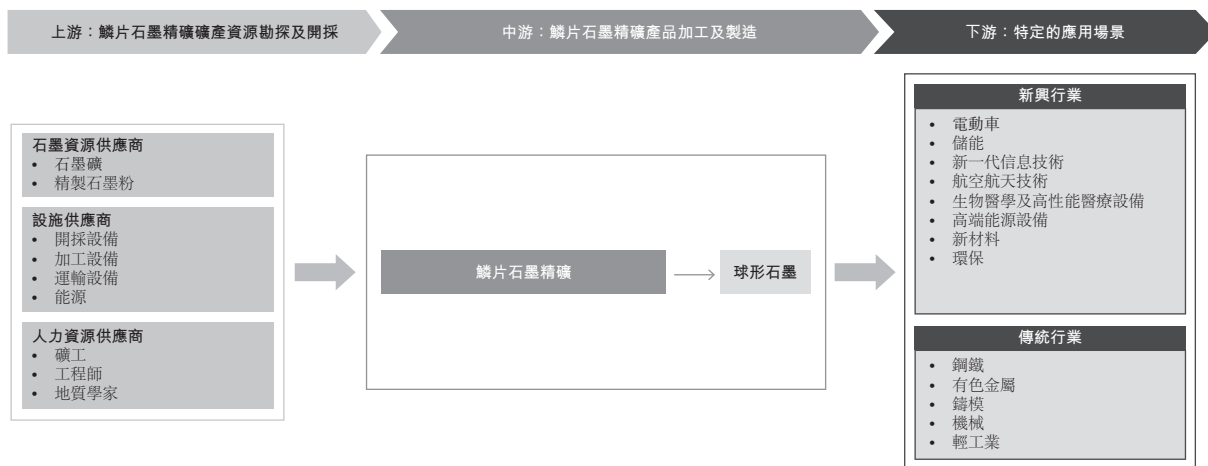 上游：鱗片石墨精礦礦產資源勘探及開採
中游：鱗片石墨精礦產品加工及製造
下游：特定的應用場景
石墨資源供應商
• 石墨礦
• 精製石墨粉
設施供應商
• 開採設備
• 加工設備
• 運輸設備
• 能源
人力資源供應商
• 礦工
• 工程師
• 地質學家
鱗片石墨精礦
球形石墨
新興行業
• 電動車
• 儲能
• 新一代信息技術
• 航空航天技術
• 生物醫學及高性能醫療設備
• 高端能源設備
• 新材料
• 環保
傳統行業
• 鋼鐵
• 有色金屬
• 鑄模
• 機械
• 輕工業